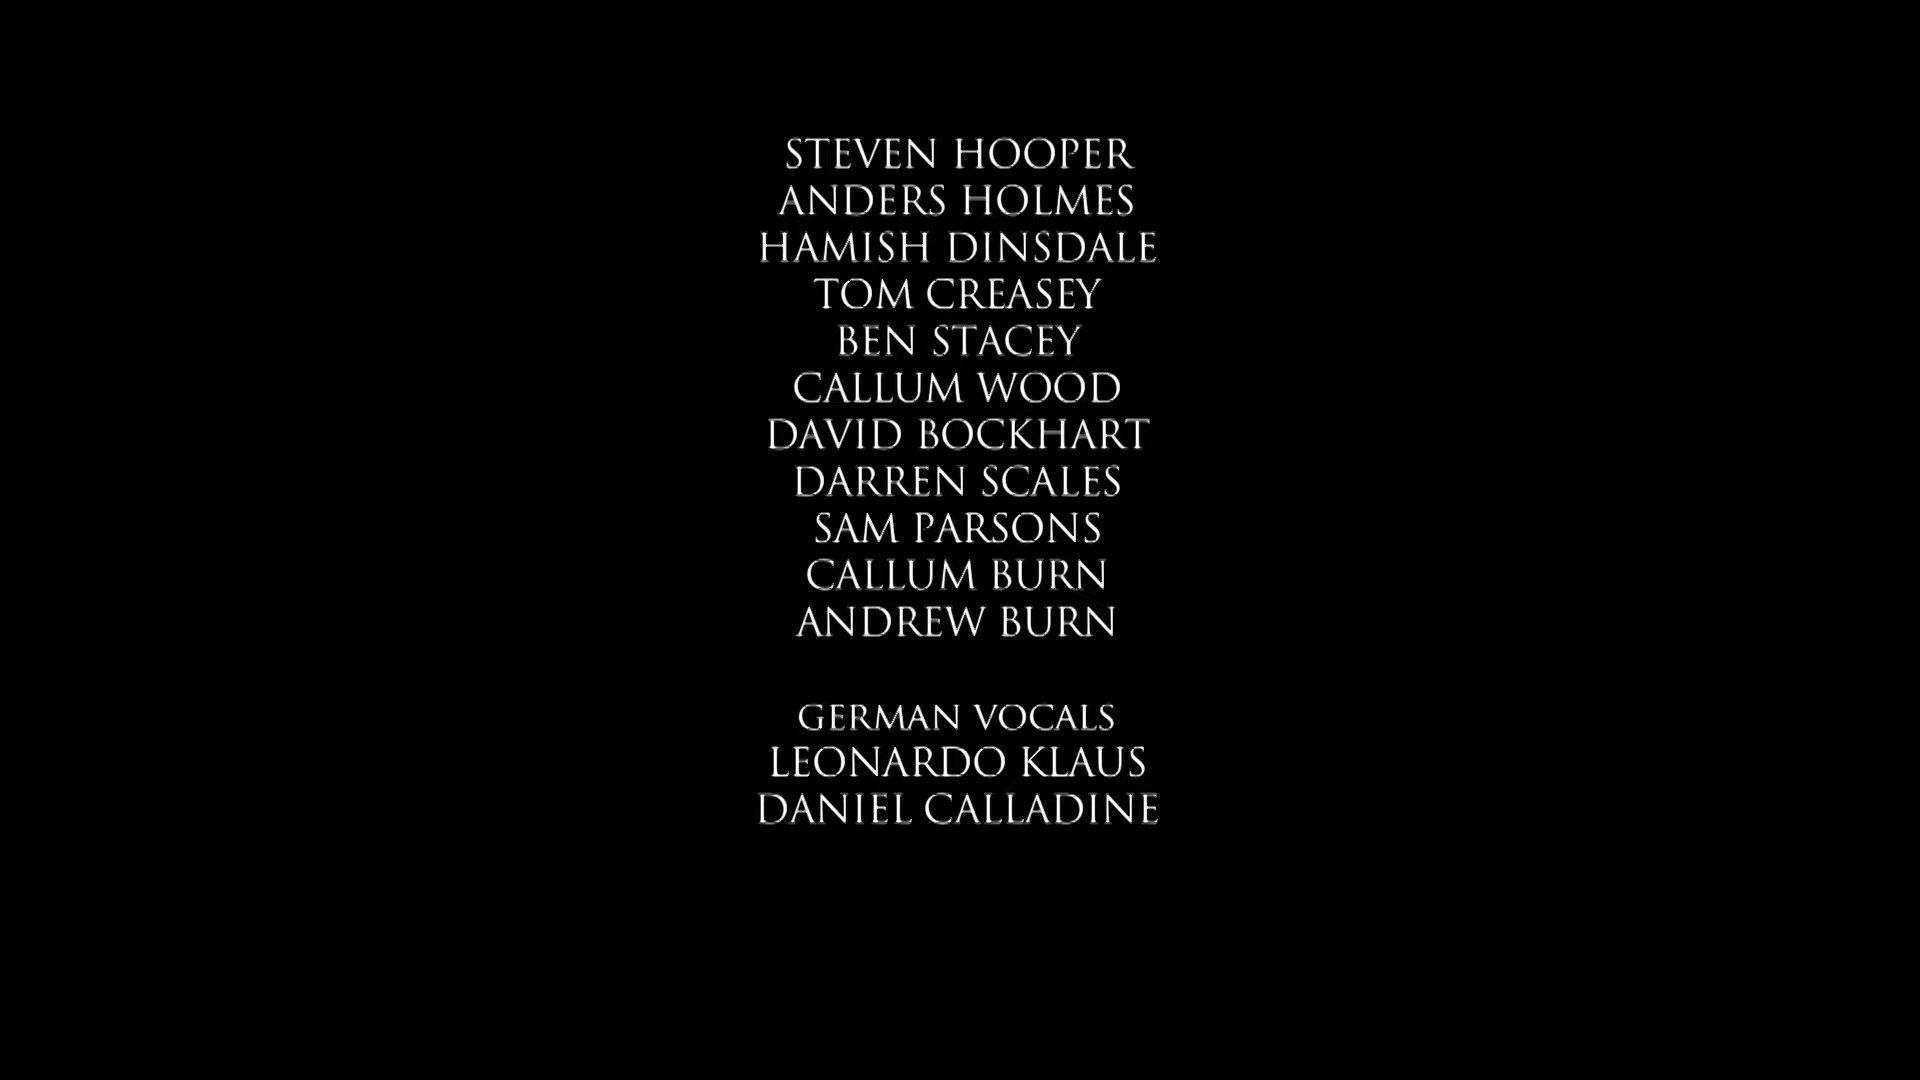 STEVEN HOOPER
ANDERS HOLMES
HAMISH DINSDALE
TOM CREASEY
BEN STACEY
CALLUM WOOD
DAVID BOCKHART
DARREN SCALES
SAM PARSONS
CALLUM BURN
ANDREW BURN
GERMAN VOCALS
LEONARDO KLAUS
DANIEL CALLADINE